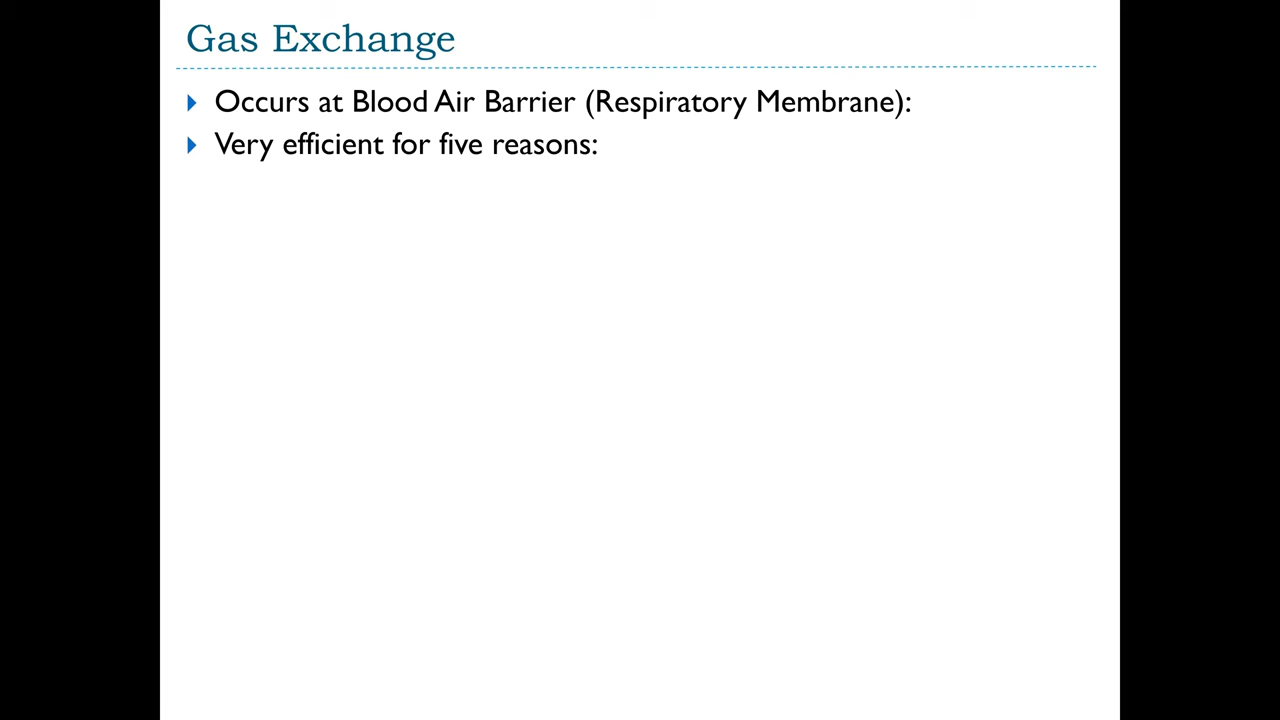 Gas Exchange
Occurs at Blood Air Barrier (Respiratory Membrane):
Very efficient for five reasons: